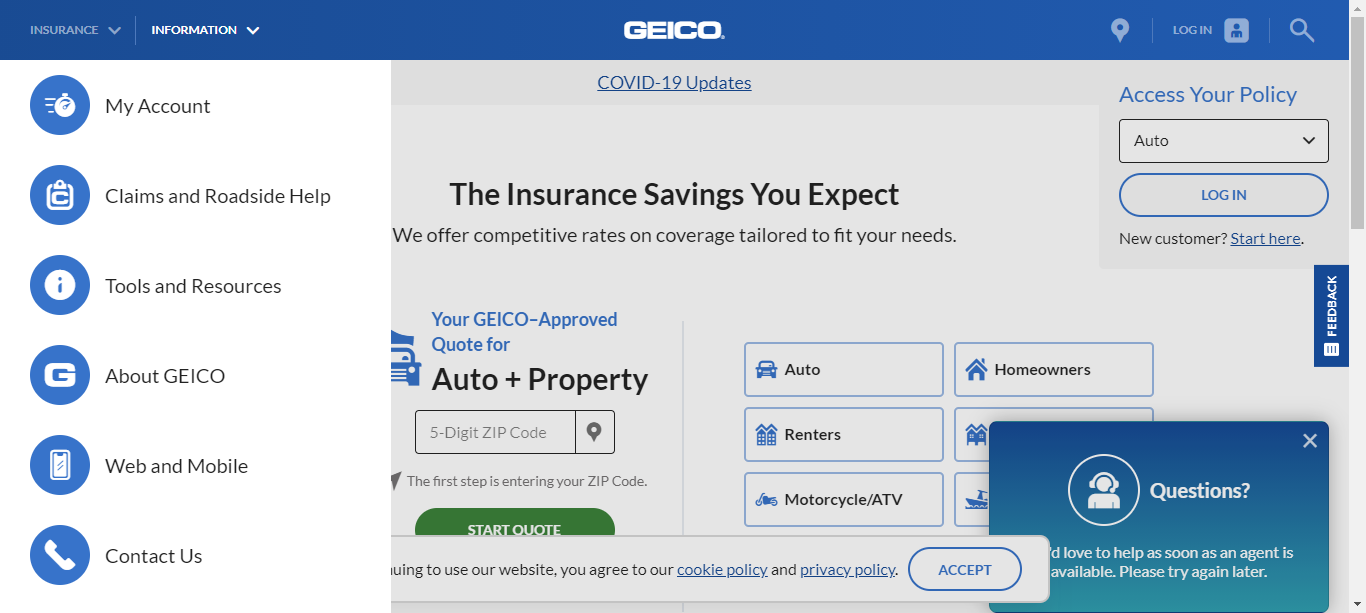 INSURANCE
INFORMATION
GEICO.
LOG IN
My Account
Claims and Roadside Help
Tools and Resources
About GEICO
Web and Mobile
Contact Us
COVID-19 Updates
The Insurance Savings You Expect
We offer competitive rates on coverage tailored to fit your needs.
Access Your Policy
Auto
LOG IN
New customer? Start here.
FEEDBACK
Your GEICO–Approved
Quote for
Auto + Property
5-Digit ZIP Code
The first step is entering your ZIP Code.
START QUOTE
Auto
Homeowners
Renters
Motorcycle/ATV
Questions?
'd love to help as soon as an agent is
available. Please try again later.
to use our website, you agree to our cookie policy and privacy policy.
ACCEPT